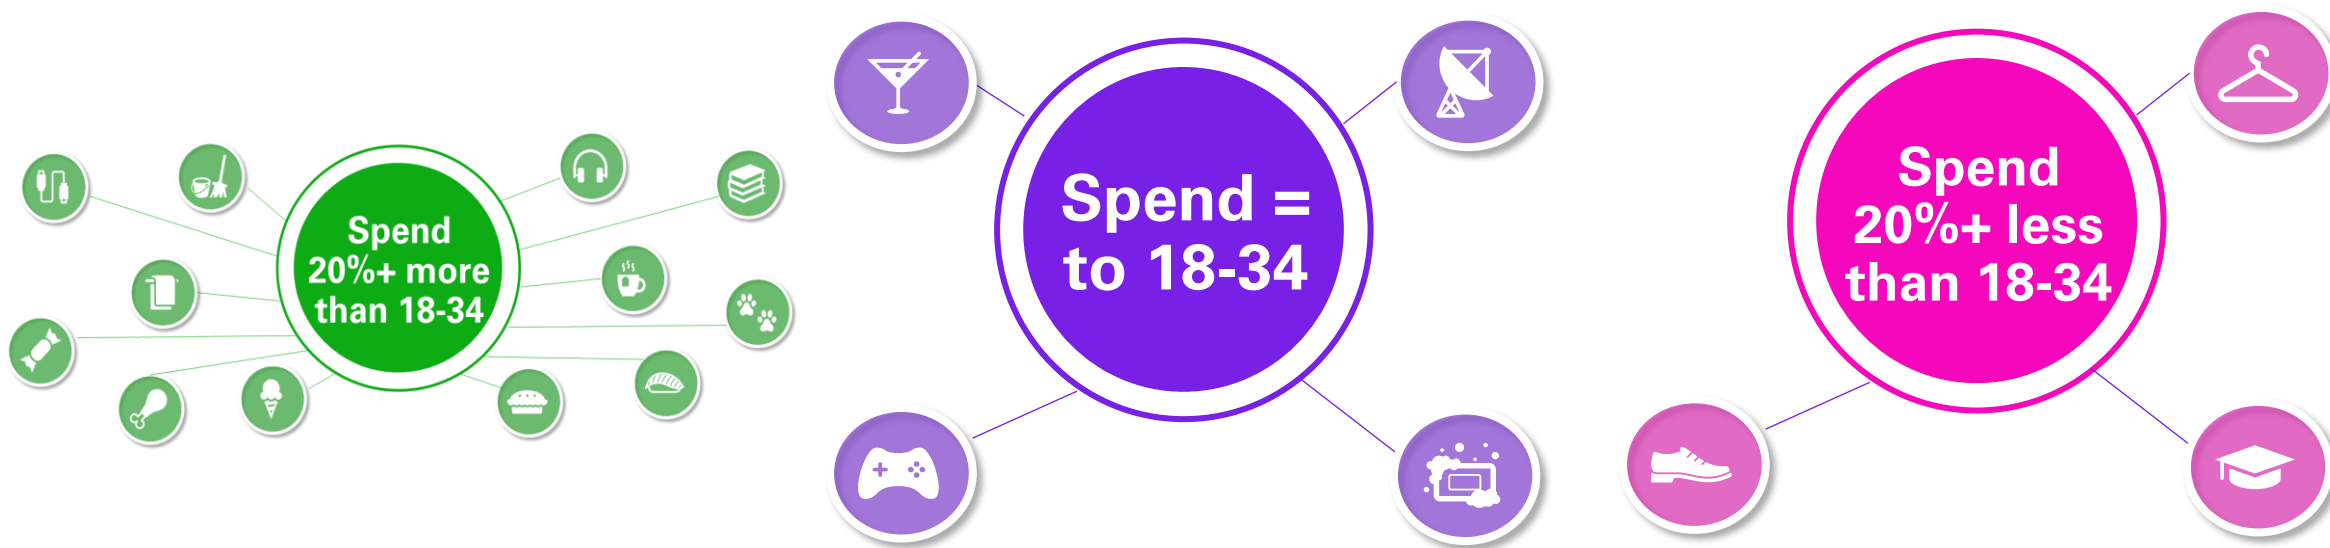 Spend
20%+ more
than 18-34
Spend =
to 18-34
Spend
20%+ less
than 18-34